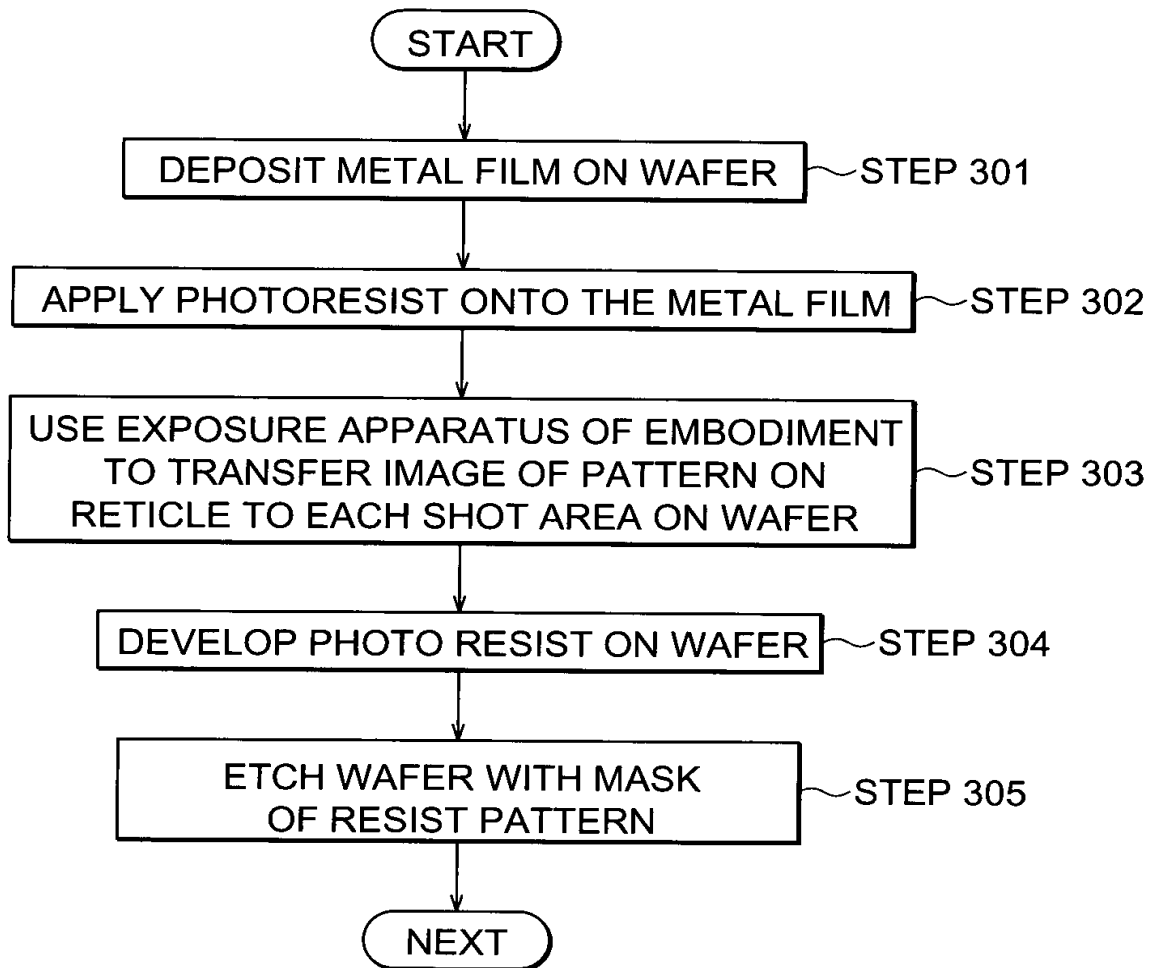 START
DEPOSIT METAL FILM ON WAFER
STEP 301
APPLY PHOTORESIST ONTO THE METAL FILM
STEP 302
USE EXPOSURE APPARATUS OF EMBODIMENT
TO TRANSFER IMAGE OF PATTERN ON
RETICLE TO EACH SHOT AREA ON WAFER
STEP 303
DEVELOP PHOTO RESIST ON WAFER
STEP 304
ETCH WAFER WITH MASK
OF RESIST PATTERN
STEP 305
NEXT